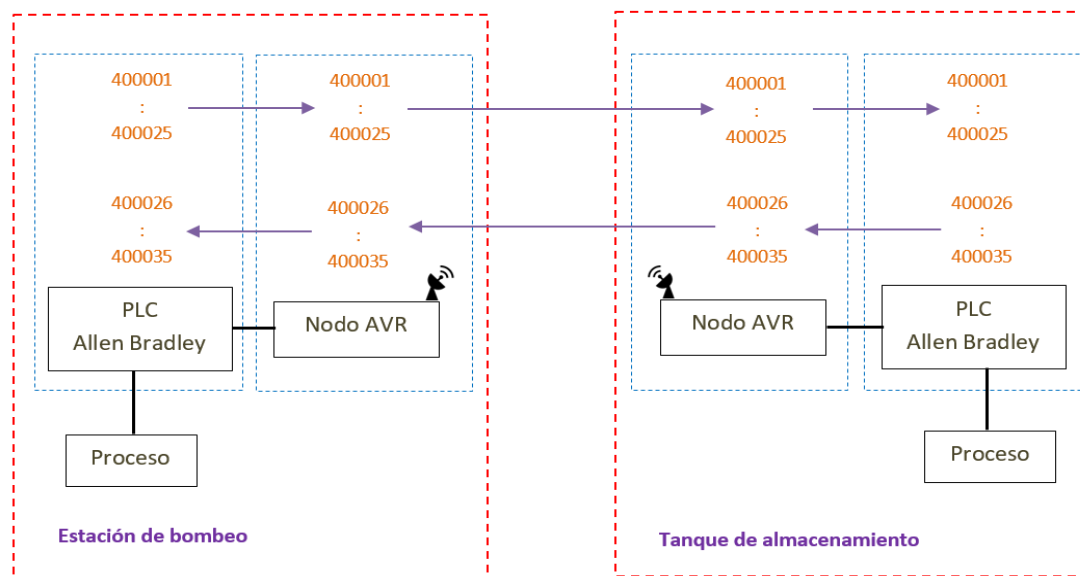 400001
:
400025
400001
:
400025
400001
:
400025
400001
:
400025
400026
:
400035
400026
:
400035
400026
:
400035
400026
:
400035
PLC
Allen Bradley
Nodo AVR
Nodo AVR
PLC
Allen Bradley
Proceso
Proceso
Estación de bombeo
Tanque de almacenamiento